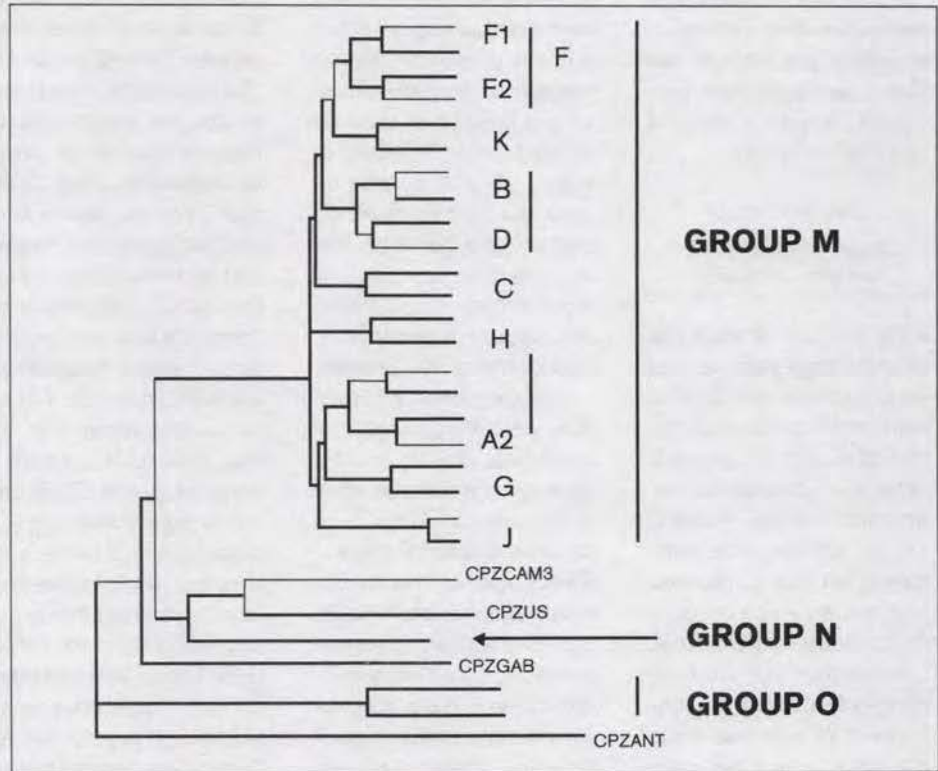 F1
F
F2
K
B
D
GROUP M
C
H
A2
G
J
CPZCAM3
CPZUS
GROUP N
CPZGAB
GROUP O
CPZANT